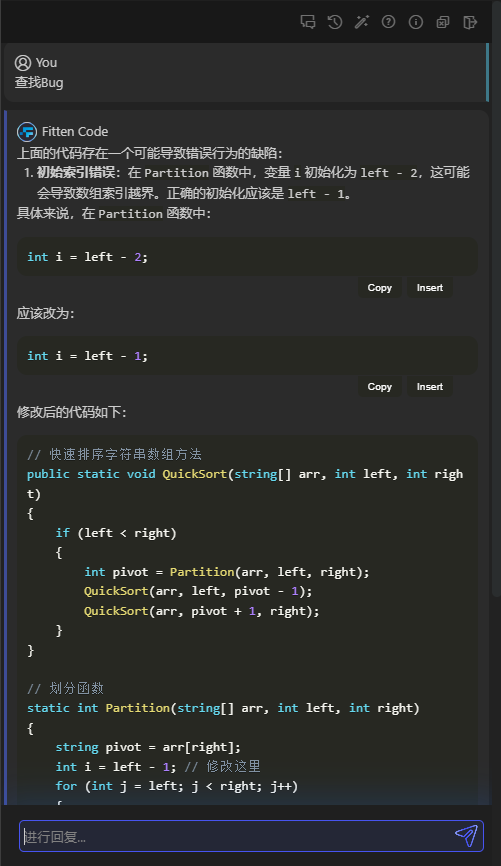 You
查找Bug
Fitten Code
上面的代码存在一个可能导致错误行为的缺陷：
1. 初始索引错误：在 Partition 函数中，变量 i 初始化为 left - 2，这可能
会导致数组索引越界。正确的初始化应该是 left - 1。
具体来说，在 Partition 函数中：
int i = left - 2;
Copy Insert
应该改为：
int i = left - 1;
Copy Insert
修改后的代码如下：
// 快速排序字符串数组方法
public static void QuickSort(string[] arr, int left, int righ
t)
{
    if (left < right)
    {
        int pivot = Partition(arr, left, right);
        QuickSort(arr, left, pivot - 1);
        QuickSort(arr, pivot + 1, right);
    }
}
// 划分函数
static int Partition(string[] arr, int left, int right)
{
    string pivot = arr[right];
    int i = left - 1; // 修改这里
    for (int j = left; j < right; j++)
    {
进行回复...